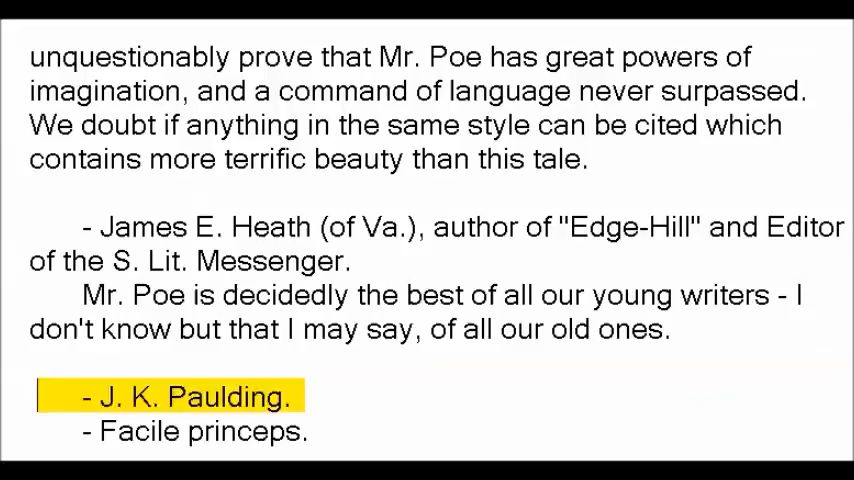 unquestionably prove that Mr. Poe has great powers of
imagination, and a command of language never surpassed.
We doubt if anything in the same style can be cited which
contains more terrific beauty than this tale.
- James E. Heath (of Va.), author of "Edge-Hill" and Editor
of the S. Lit. Messenger.
Mr. Poe is decidedly the best of all our young writers - I
don't know but that I may say, of all our old ones.
- J. K. Paulding.
- Facile princeps.